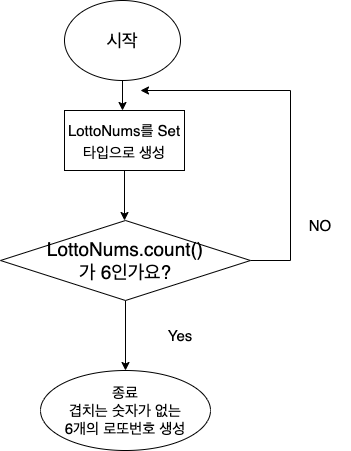 시작
LottoNums를 Set
타입으로 생성
LottoNums.count()
가 6인가요?
NO
Yes
종료
겹치는 숫자가 없는
6개의 로또번호 생성